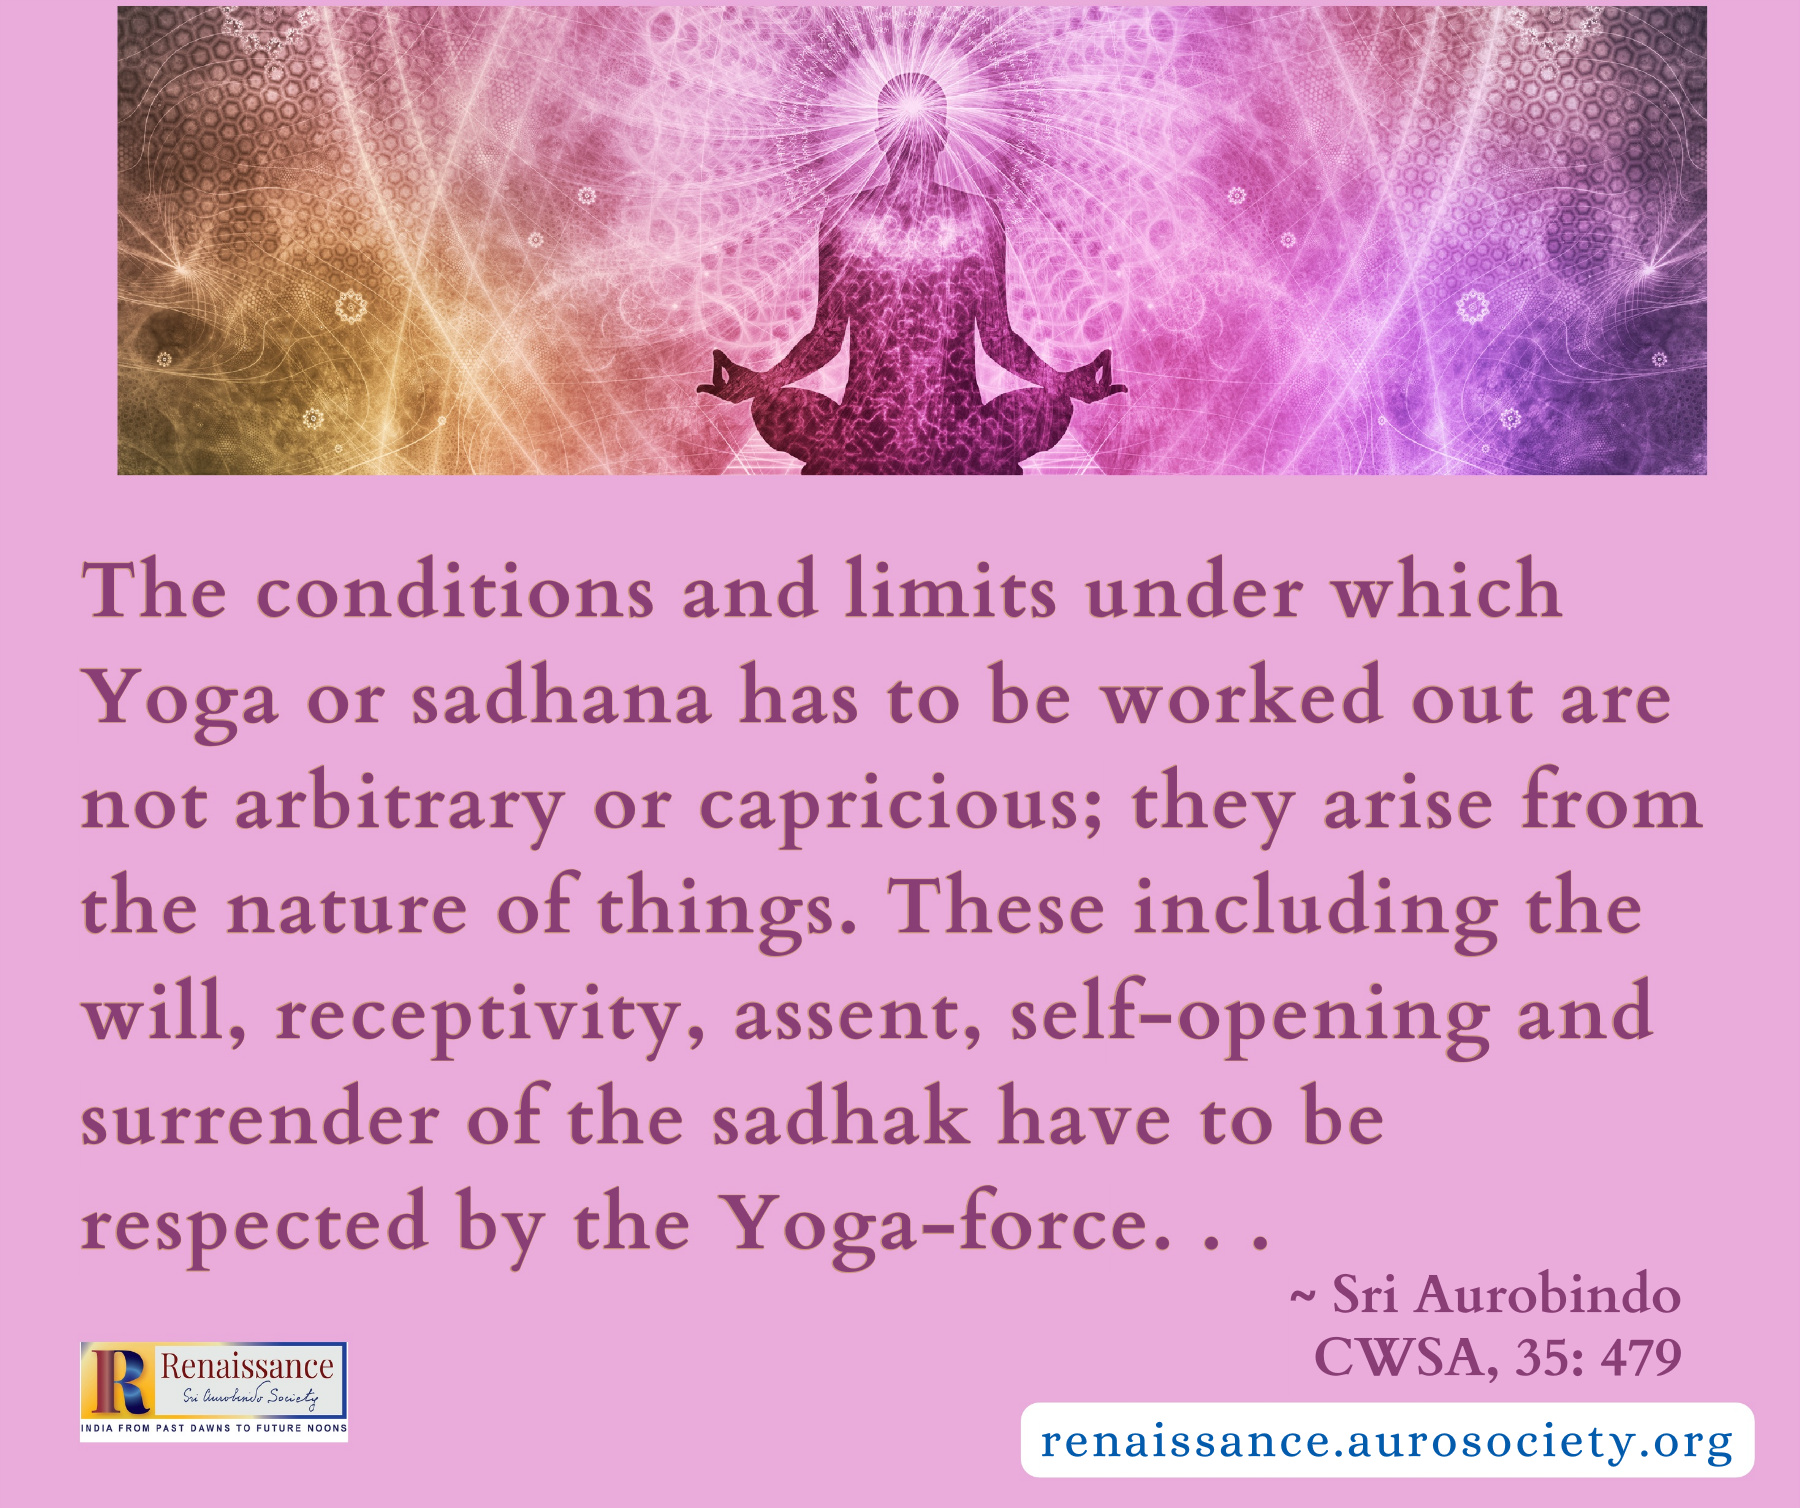 The conditions and limits under which
Yoga or sadhana has to be worked out are
not arbitrary or capricious; they arise from
the nature of things. These including the
will, receptivity, assent, self-opening and
surrender of the sadhak have to be
respected by the Yoga-force. . .
~ Sri Aurobindo
CWSA, 35: 479
R Renaissance
Sri Aurobindo Society
INDIA FROM PAST DAWNS TO FUTURE NOONS
renaissance.aurosociety.org